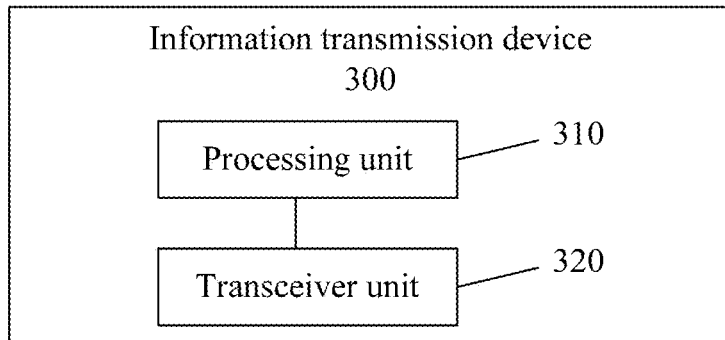 Information transmission device
300
310
Processing unit
320
Transceiver unit